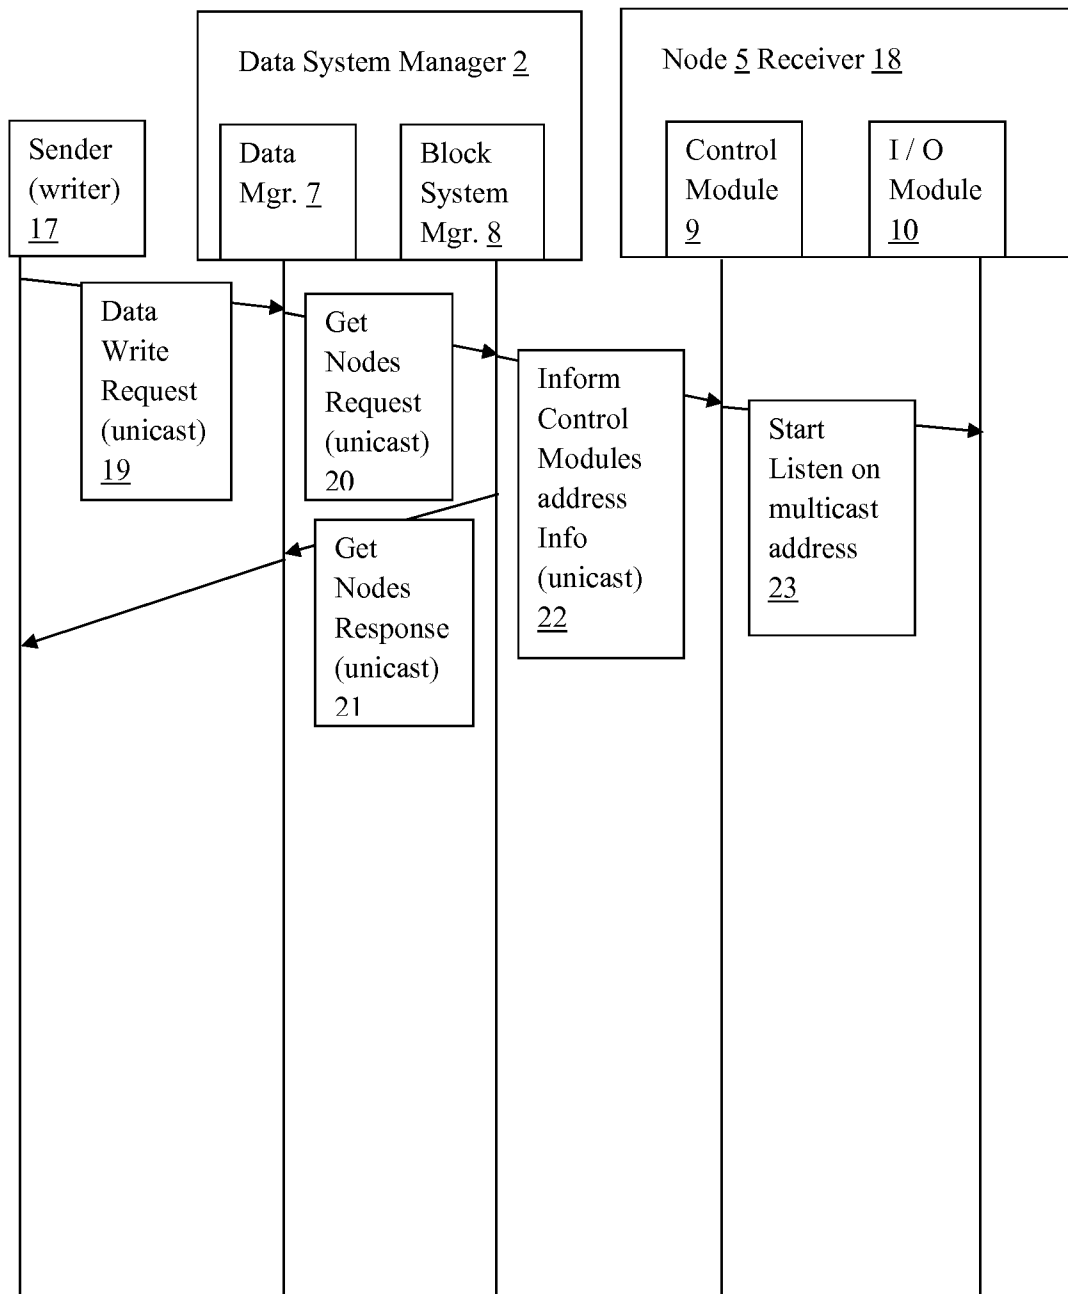 Data System Manager 2
Node 5 Receiver 18
Sender
(writer)
17
Data
Mgr. 7
Block
System
Mgr. 8
Control
Module
9
I / O
Module
10
Data
Write
Request
(unicast)
19
Get
Nodes
Request
(unicast)
20
Inform
Control
Modules
address
Info
(unicast)
22
Start
Listen on
multicast
address
23
Get
Nodes
Response
(unicast)
21